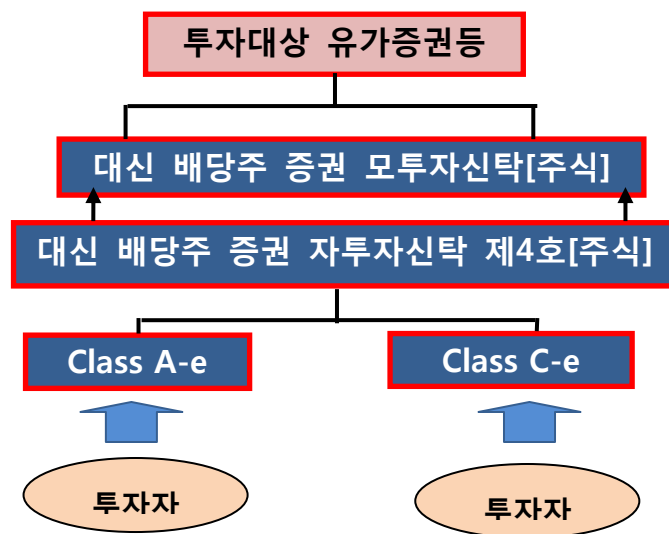 투자대상 유가증권등
대신 배당주 증권 모투자신탁[주식]
대신 배당주 증권 자투자신탁 제4호[주식]
Class A-e
Class C-e
투자자
투자자